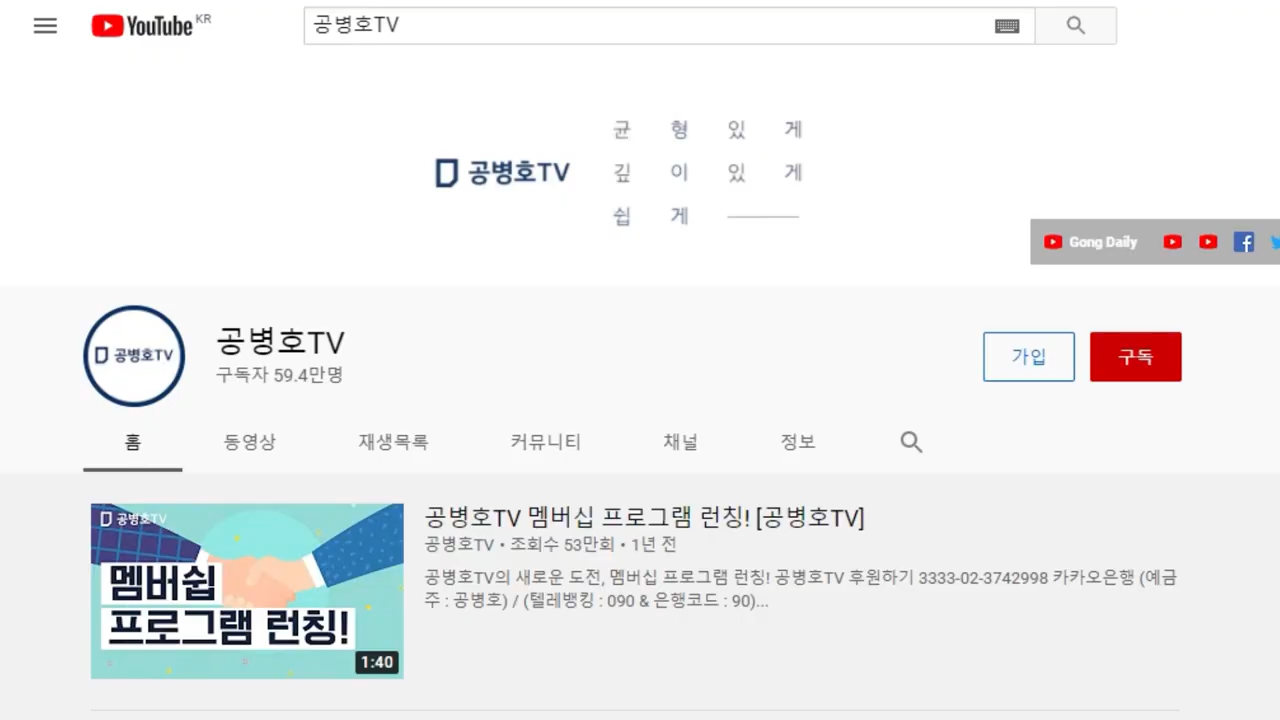 YouTube KR
공병호TV
균형있게
공병호TV 깊이있게
쉽게
Gong Daily
공병호TV
공병호TV
구독자 59.4만명
가입
구독
홈 동영상 재생목록 커뮤니티 채널 정보
공병호TV
멤버쉽
프로그램 런칭!
1:40
공병호TV 멤버십 프로그램 런칭! [공병호TV]
공병호TV • 조회수 53만회 • 1년 전
공병호TV의 새로운 도전, 멤버십 프로그램 런칭! 공병호TV 후원하기 3333-02-3742998 카카오은행 (예금
주 : 공병호) / (텔레뱅킹 : 090 & 은행코드 : 90)...